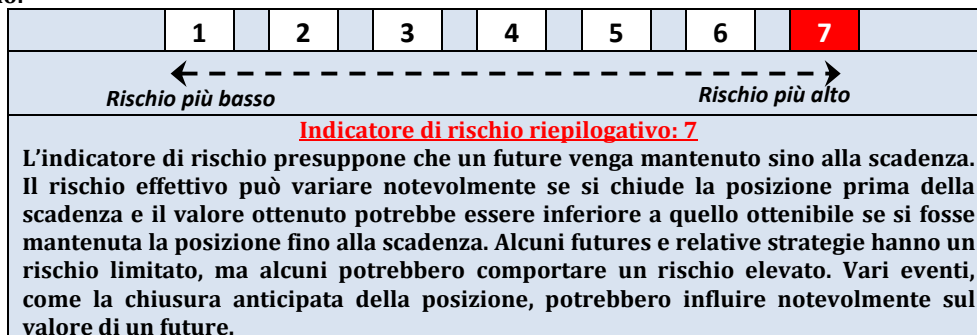 1 2 3 4 5 6 7
Rischio più basso Rischio più alto
Indicatore di rischio riepilogativo: 7
L’indicatore di rischio presuppone che un future venga mantenuto sino alla scadenza.
Il rischio effettivo può variare notevolmente se si chiude la posizione prima della
scadenza e il valore ottenuto potrebbe essere inferiore a quello ottenibile se si fosse
mantenuta la posizione fino alla scadenza. Alcuni futures e relative strategie hanno un
rischio limitato, ma alcuni potrebbero comportare un rischio elevato. Vari eventi,
come la chiusura anticipata della posizione, potrebbero influire notevolmente sul
valore di un future.